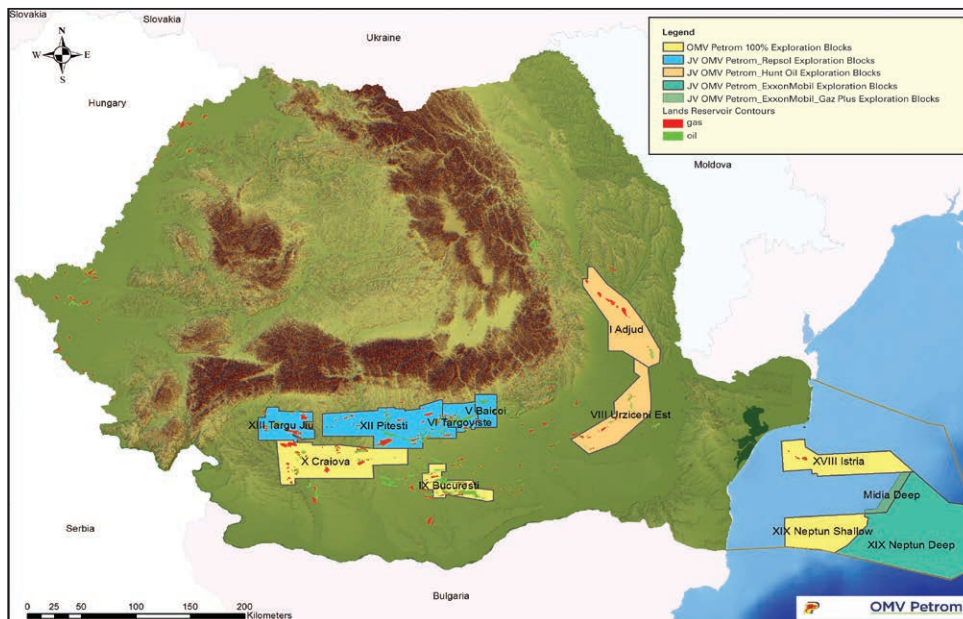 Slovakia
Slovakia
Ukraine
N
W E
S
Hungary
Legend
OMV Petrom 100% Exploration Blocks
JV OMV Petrom_Repsol Exploration Blocks
JV OMV Petrom_Hunt Oil Exploration Blocks
JV OMV Petrom_ExxonMobil Exploration Blocks
JV OMV Petrom_ExxonMobil_Gaz Plus Exploration Blocks
Lands Reservoir Contours
gas
oil
Moldova
I Adjud
V Baicoi
VIII Urziceni Est
XIII Targu Jiu
XII Pitesti
VI Targoviste
X Craiova
XVIII Istria
IX Bucuresti
Midia Deep
Serbia
XIX Neptun Shallow
XIX Neptun Deep
Bulgaria
0 25 50 100 150 200
Kilometers
OMV Petrom